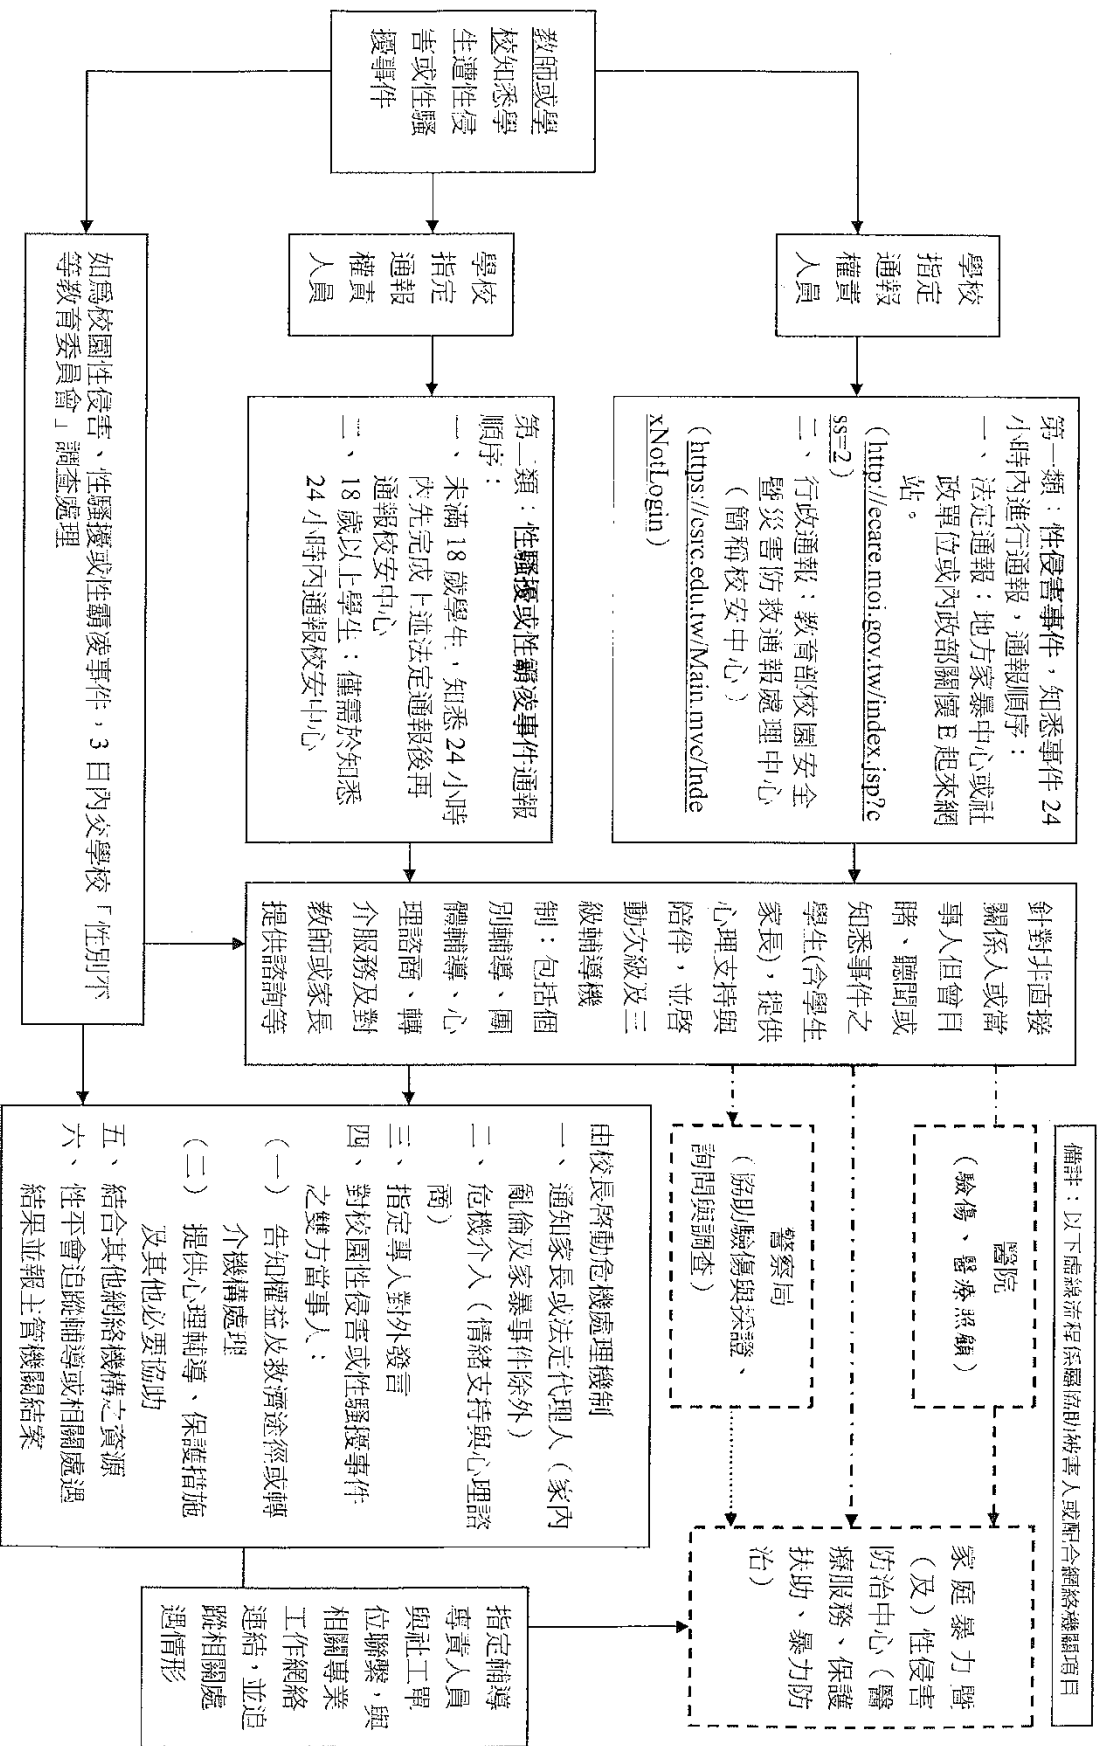 教師或學
校知悉學
生遭性侵
害或性騷
擾事件
學校
指定
通報
權責
人員
學校
指定
通報
權責
人員
第一類：性侵害事件，知悉事件 24
小時內進行通報，通報順序：
一、法定通報：地方家暴中心或社
政單位或內政部關懷 E 起來網
站。
（http://ecare.moi.gov.tw/index.jsp?c
ss=2）
二、行政通報：教育部校園安全
暨災害防救通報處理中心
（簡稱校安中心）
（https://csrc.edu.tw/Main.mvc/Inde
xNotLogin）
第二類：性騷擾或性霸凌事件通報
順序：
一、未滿 18 歲學生，知悉 24 小時
內先完成上述法定通報後再
通報校安中心
二、18 歲以上學生：僅需於知悉
24 小時內通報校安中心
如為校園性侵害、性騷擾或性霸凌事件，3 日內交學校「性別平
等教育委員會」調查處理
針對非直接
關係人或當
事人但曾目
睹、聽聞或
知悉事件之
學生(含學生
家長)，提供
心理支持與
陪伴，並啓
動次級及三
級輔導機
制：包括個
別輔導、團
體輔導、心
理諮商、轉
介服務及對
教師或家長
提供諮詢等
備註：以下虛線流程係屬協助被害人或配合網絡機關項目
醫院
（驗傷、醫療照顧）
警察局
（協助驗傷與採證、
詢問與調查）
由校長啓動危機處理機制
一、通知家長或法定代理人（家內
亂倫及家暴事件除外）
二、危機介入（情緒支持與心理諮
商）
三、指定專人對外發言
四、對校園性侵害或性騷擾事件
之雙方當事人：
（一）告知權益及救濟途徑或轉
介機構處理
（二）提供心理輔導、保護措施
及其他必要協助
五、結合其他網絡機構之資源
六、性平會追蹤輔導或相關處遇
結果並報主管機關結案
家庭暴力暨
（及）性侵害
防治中心（醫
療服務、保護
扶助、暴力防
治）
指定輔導
專責人員
與社工單
位聯繫，與
相關專業
工作網絡
連結，並追
蹤相關處
遇情形